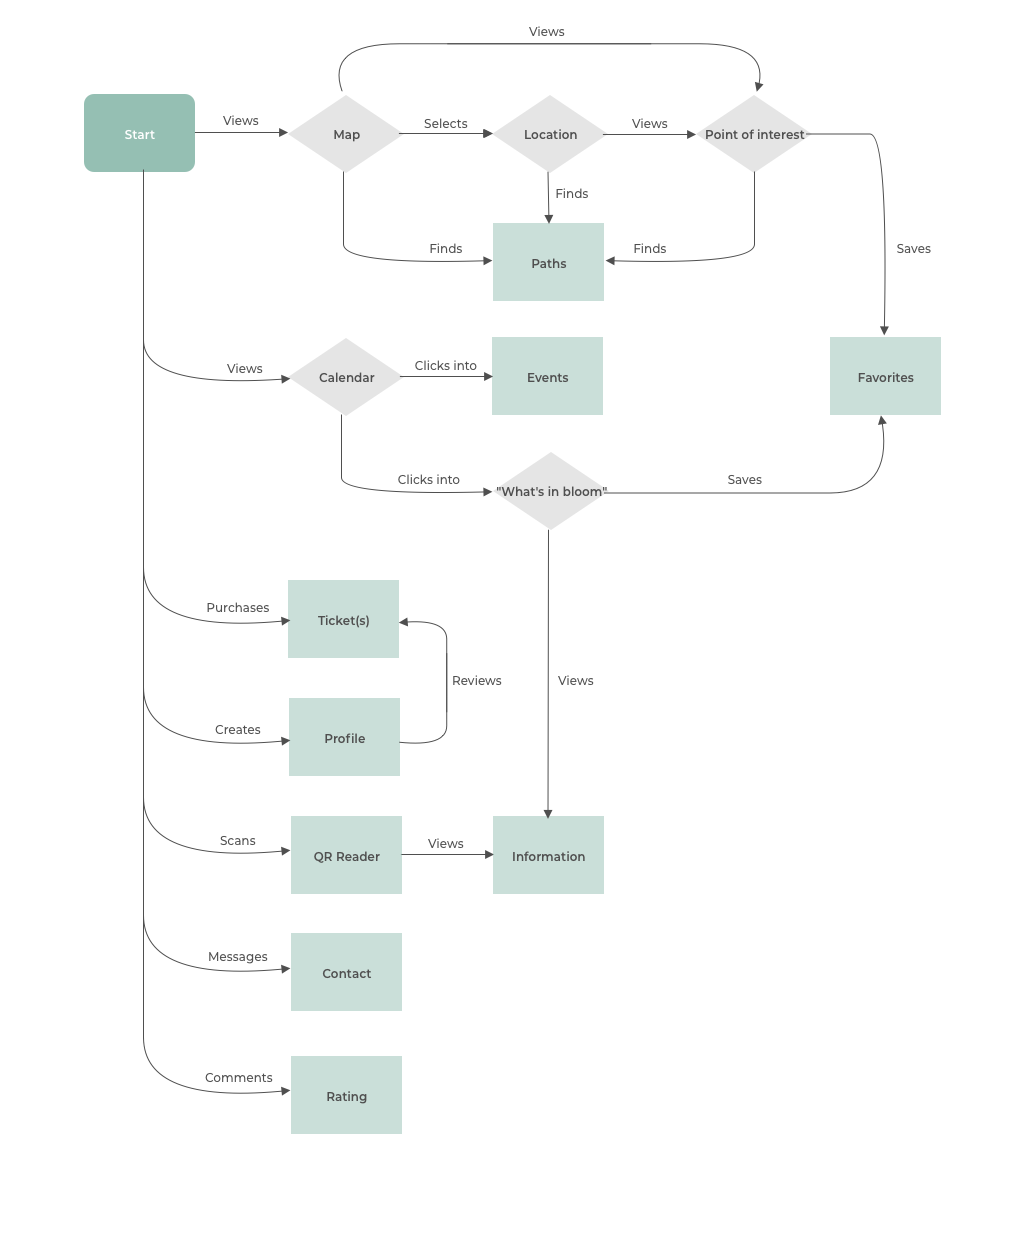 Views
Start
Views
Map
Selects
Location
Views
Point of interest
Finds
Finds
Paths
Finds
Saves
Views
Calendar
Clicks into
Events
Favorites
Clicks into
"What's in bloom"
Saves
Purchases
Ticket(s)
Reviews
Views
Creates
Profile
Scans
QR Reader
Views
Information
Messages
Contact
Comments
Rating